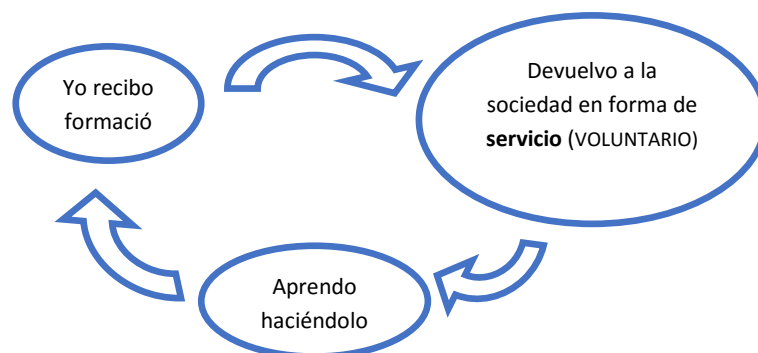 Yo recibo
formació
Devuelvo a la
sociedad en forma de
servicio (VOLUNTARIO)
Aprendo
haciéndolo